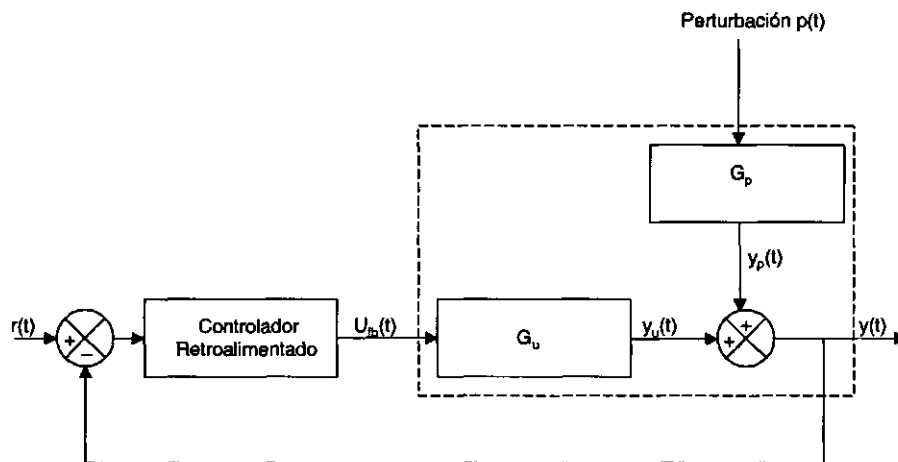 Perturbación p(t)
G_p
y_p(t)
r(t)
+
−
Controlador
Retroalimentado
U_fb(t)
G_u
y_u(t)
+
+
y(t)